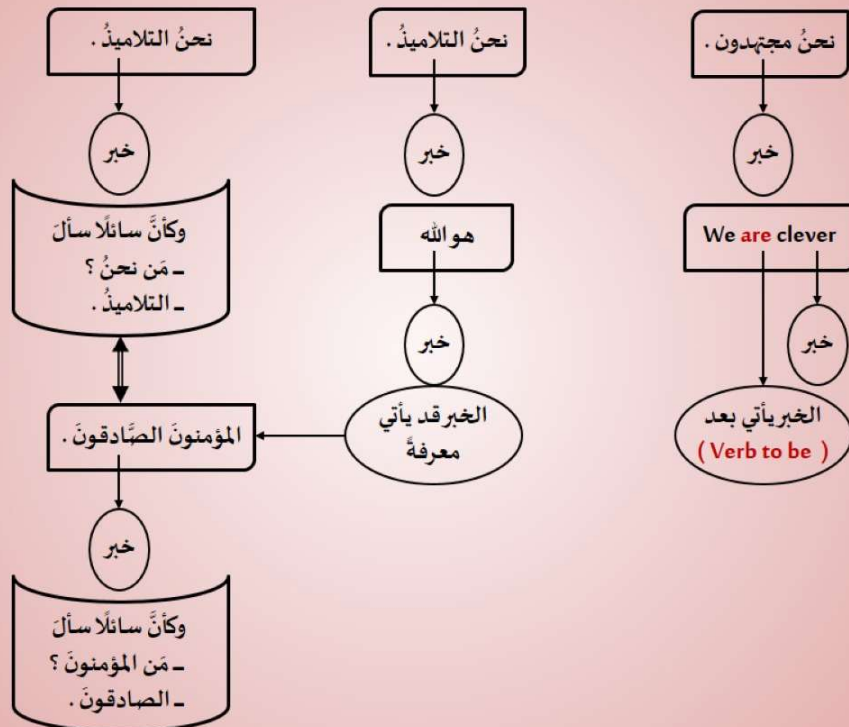 نحنُ مجتهدون .
خبر
We are clever
خبر
الخبر يأتي بعد
( Verb to be )
نحنُ التلاميذُ .
خبر
هو الله
خبر
الخبر قد يأتي
معرفةً
نحنُ التلاميذُ .
خبر
وكأنَّ سائلًا سألَ
ـ مَن نحنُ ؟
ـ التلاميذُ .
المؤمنونَ الصَّادقونَ .
خبر
وكأنَّ سائلًا سألَ
ـ مَن المؤمنونَ ؟
ـ الصادقونَ .